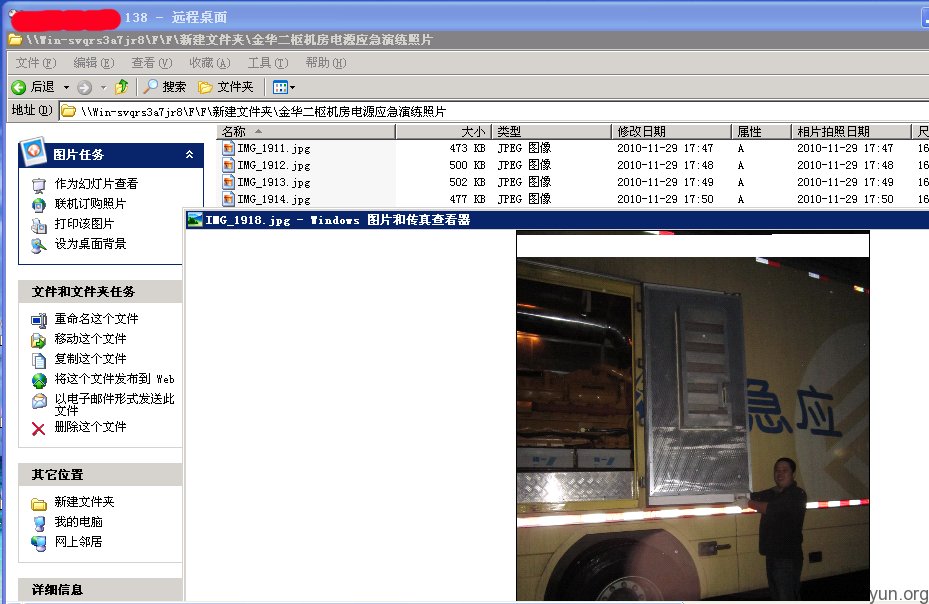 138 - 远程桌面
\\Win-svqrs3a7jr8\F\F\新建文件夹\金华二枢机房电源应急演练照片
文件(F) 编辑(E) 查看(V) 收藏(A) 工具(T) 帮助(H)
后退 搜索 文件夹
地址(D) \\Win-svqrs3a7jr8\F\F\新建文件夹\金华二枢机房电源应急演练照片
名称 大小 类型 修改日期 属性 相片拍照日期 尺
IMG_1911.jpg 473 KB JPEG 图像 2010-11-29 17:47 A 2010-11-29 17:47 16
IMG_1912.jpg 500 KB JPEG 图像 2010-11-29 17:48 A 2010-11-29 17:48 16
IMG_1913.jpg 502 KB JPEG 图像 2010-11-29 17:49 A 2010-11-29 17:49 16
IMG_1914.jpg 477 KB JPEG 图像 2010-11-29 17:50 A 2010-11-29 17:50 16
图片任务
作为幻灯片查看
联机订购照片
打印该图片
设为桌面背景
文件和文件夹任务
重命名这个文件
移动这个文件
复制这个文件
将这个文件发布到 Web
以电子邮件形式发送此
文件
删除这个文件
其它位置
新建文件夹
我的电脑
网上邻居
详细信息
IMG_1918.jpg - Windows 图片和传真查看器
急应
yun.org